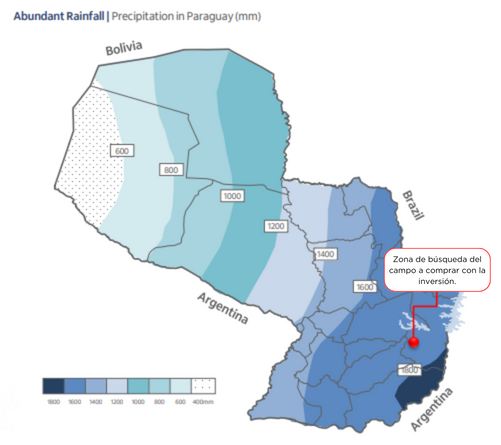 Abundant Rainfall | Precipitation in Paraguay (mm)
Bolivia
600
800
1000
1200
Brazil
1400
Zona de búsqueda del
campo a comprar con la
inversión.
1600
Argentina
1800
Argentina
1800 1600 1400 1200 1000 800 600 400mm